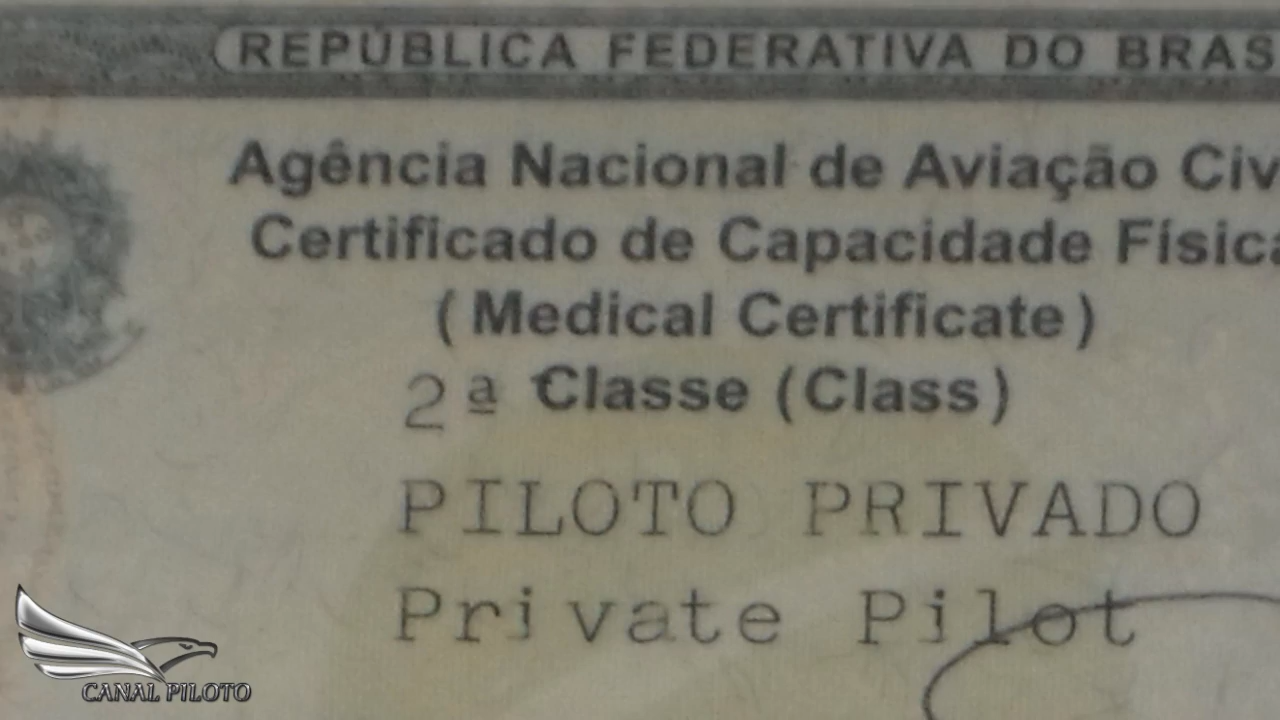 REPÚBLICA FEDERATIVA DO BRAS
Agência Nacional de Aviação Civ
Certificado de Capacidade Física
(Medical Certificate)
2ª Classe (Class)
PILOTO PRIVADO
Private Pilot
CANAL PILOTO